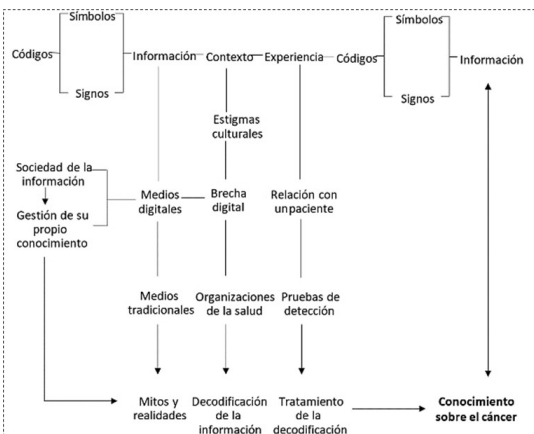 Símbolos
Símbolos
Códigos
Información
Contexto
Experiencia
Códigos
Información
Signos
Signos
Estigmas
culturales
Sociedad de la
información
Gestión de su
propio
conocimiento
Medios
digitales
Brecha
digital
Relación con
unpaciente
Medios
tradicionales
Organizaciones
de la salud
Pruebas de
detección
Mitos y
realidades
Decodificación
de la
información
Tratamiento
de la
decodificación
Conocimiento
sobre el cáncer